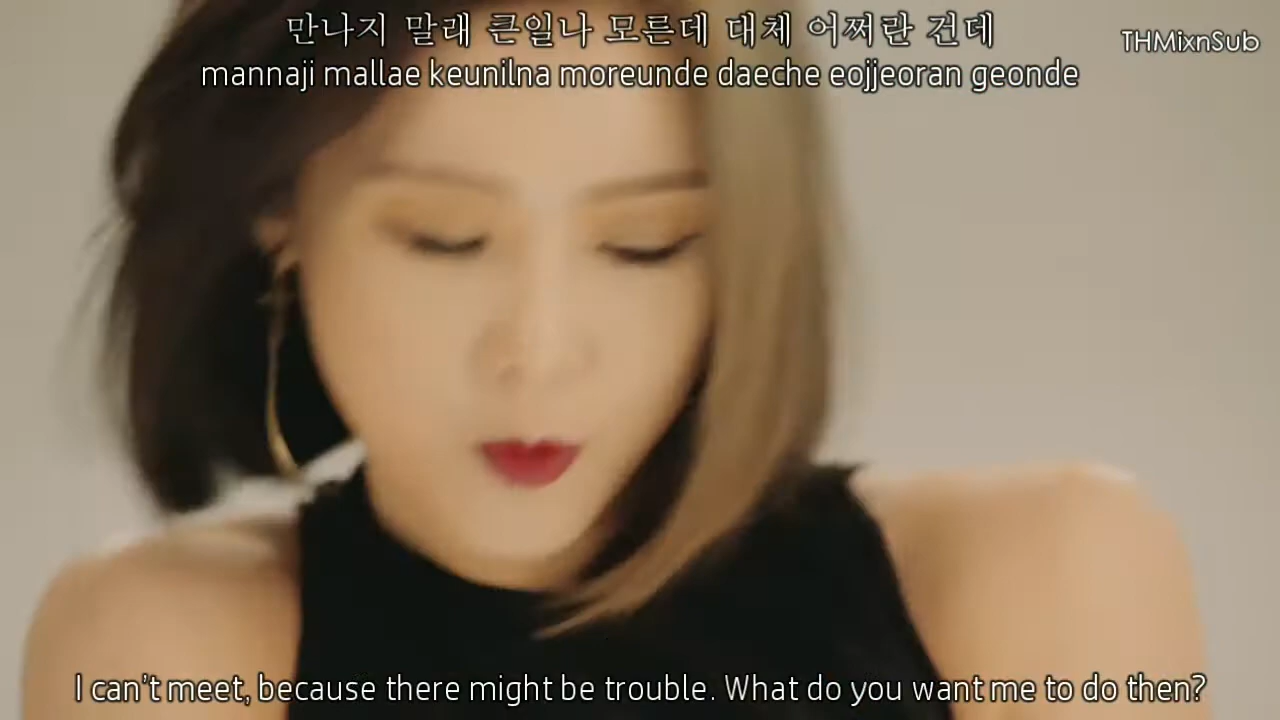 만나지 말래 큰일나 모른데 대체 어쩌란 건데
THMixnSub
mannaji mallae keunilna moreunde daeche eojjeoran geonde
I can't meet, because there might be trouble. What do you want me to do then?